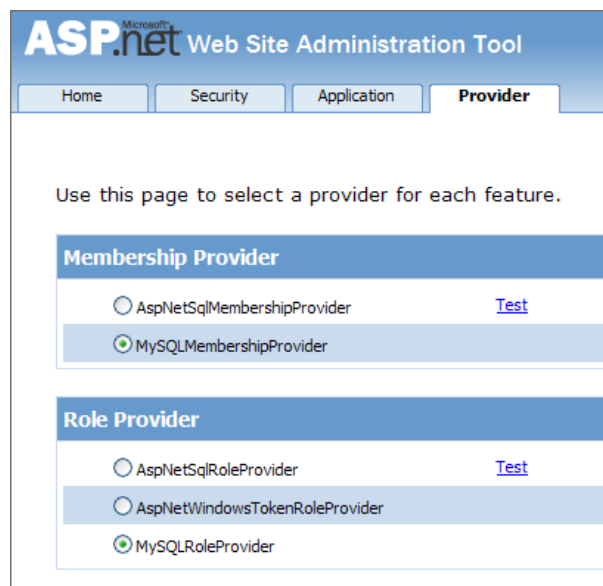 Microsoft
ASP.net Web Site Administration Tool
Home Security Application Provider
Use this page to select a provider for each feature.
Membership Provider
AspNetSqlMembershipProvider Test
MySQLMembershipProvider
Role Provider
AspNetSqlRoleProvider Test
AspNetWindowsTokenRoleProvider
MySQLRoleProvider